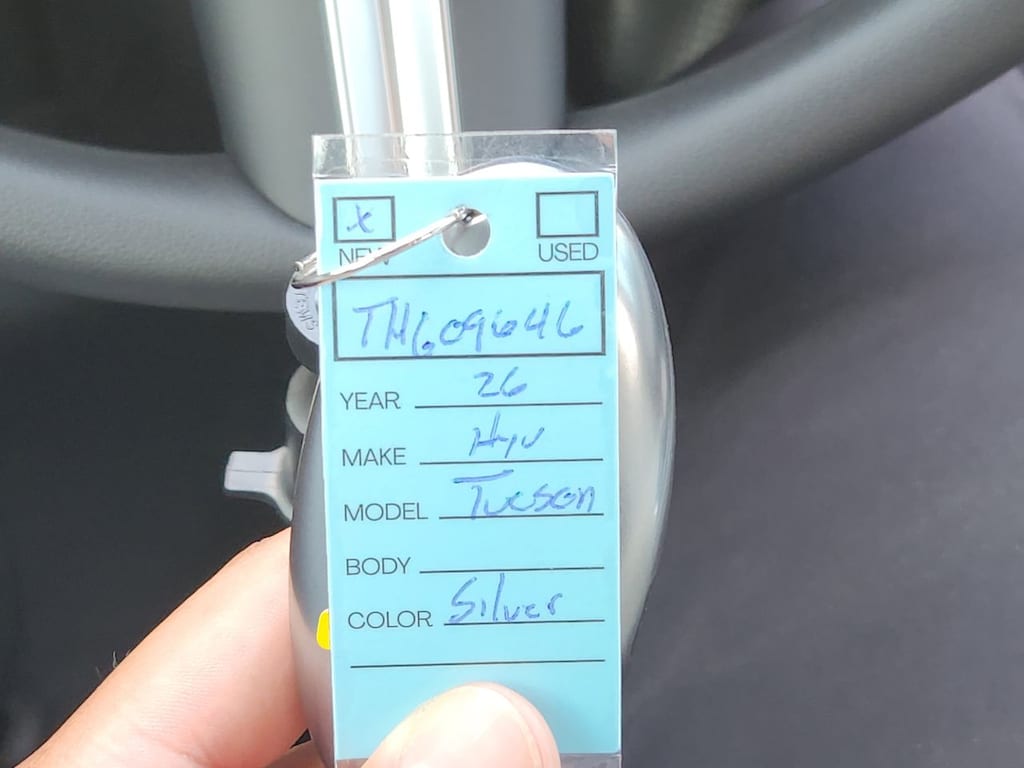 x
NEW USED
TH609646
YEAR 26
MAKE Hyu
MODEL Tucson
BODY
COLOR Silver